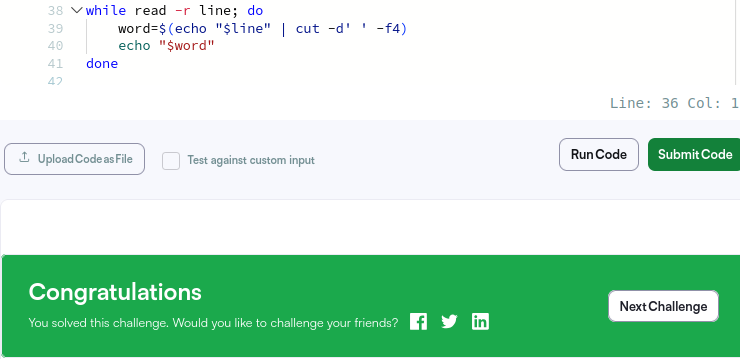 38 while read -r line; do
39 word=$(echo "$line" | cut -d' ' -f4)
40 echo "$word"
41 done
42
Line: 36 Col: 1
Upload Code as File
Test against custom input
Run Code
Submit Code
Congratulations
You solved this challenge. Would you like to challenge your friends?
Next Challenge